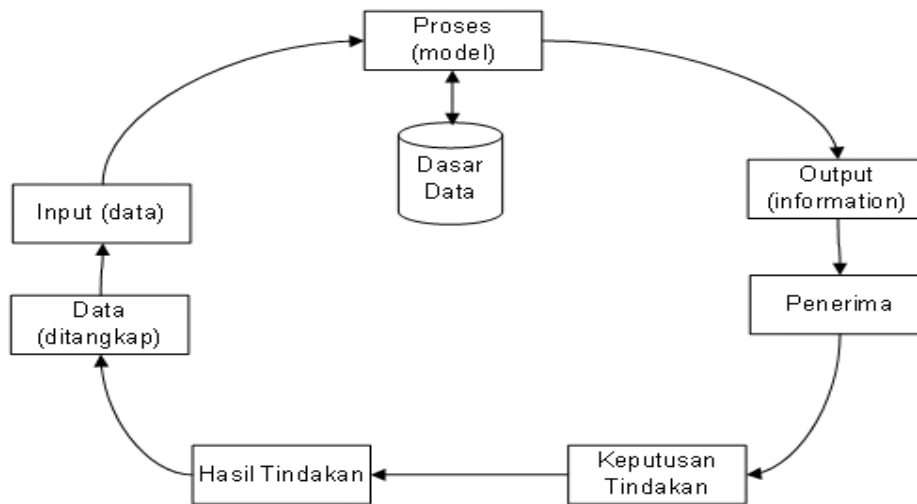 Proses
(model)
Dasar
Data
Output
(information)
Input (data)
Penerima
Data
(ditangkap)
Keputusan
Tindakan
Hasil Tindakan